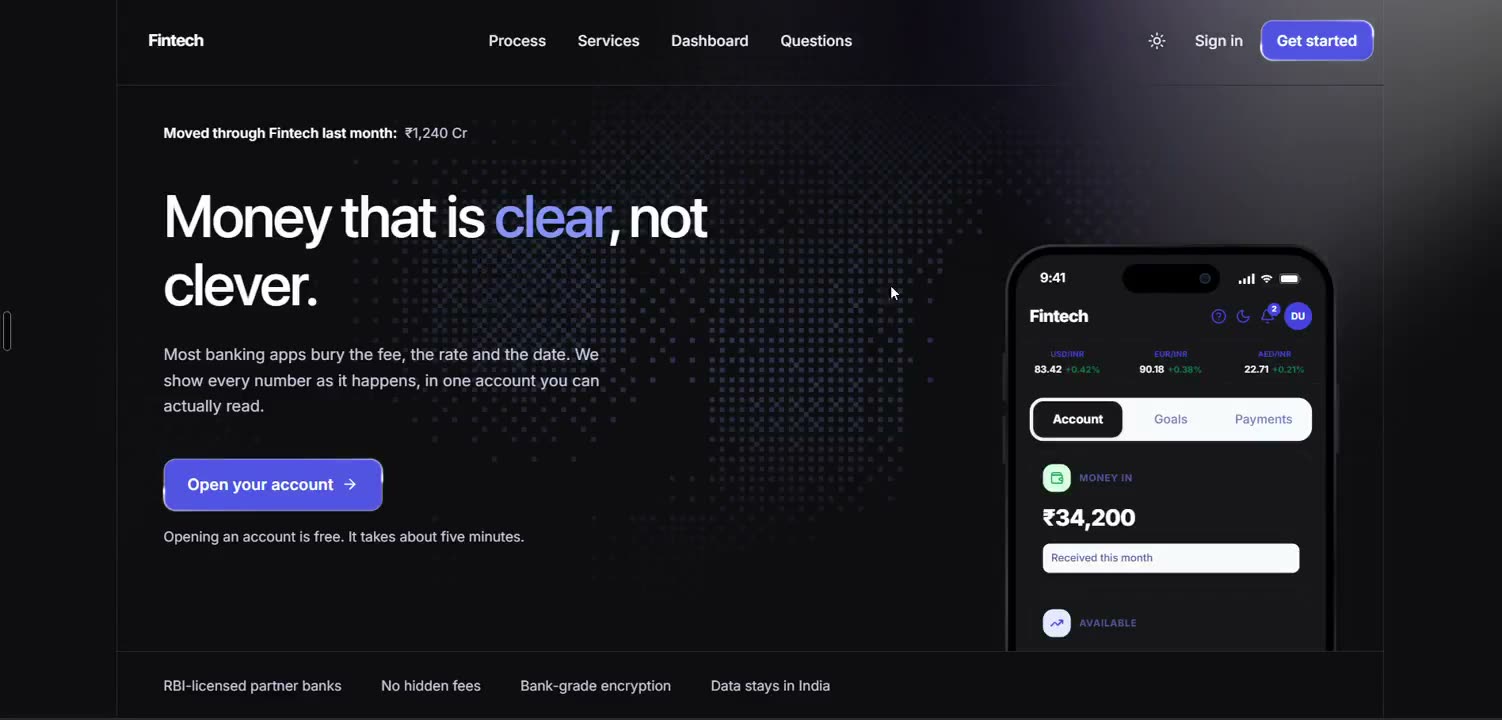 Fintech
Process
Services
Dashboard
Questions
Sign in
Get started
Moved through Fintech last month: ₹1,240 Cr
Money that is clear, not
clever.
Most banking apps bury the fee, the rate and the date. We
show every number as it happens, in one account you can
actually read.
Open your account →
Opening an account is free. It takes about five minutes.
9:41
Fintech
2
DU
USD/INR
EUR/INR
AED/INR
83.42 +0.42%
90.18 +0.38%
22.71 +0.21%
Account
Goals
Payments
MONEY IN
₹34,200
Received this month
AVAILABLE
RBI-licensed partner banks
No hidden fees
Bank-grade encryption
Data stays in India